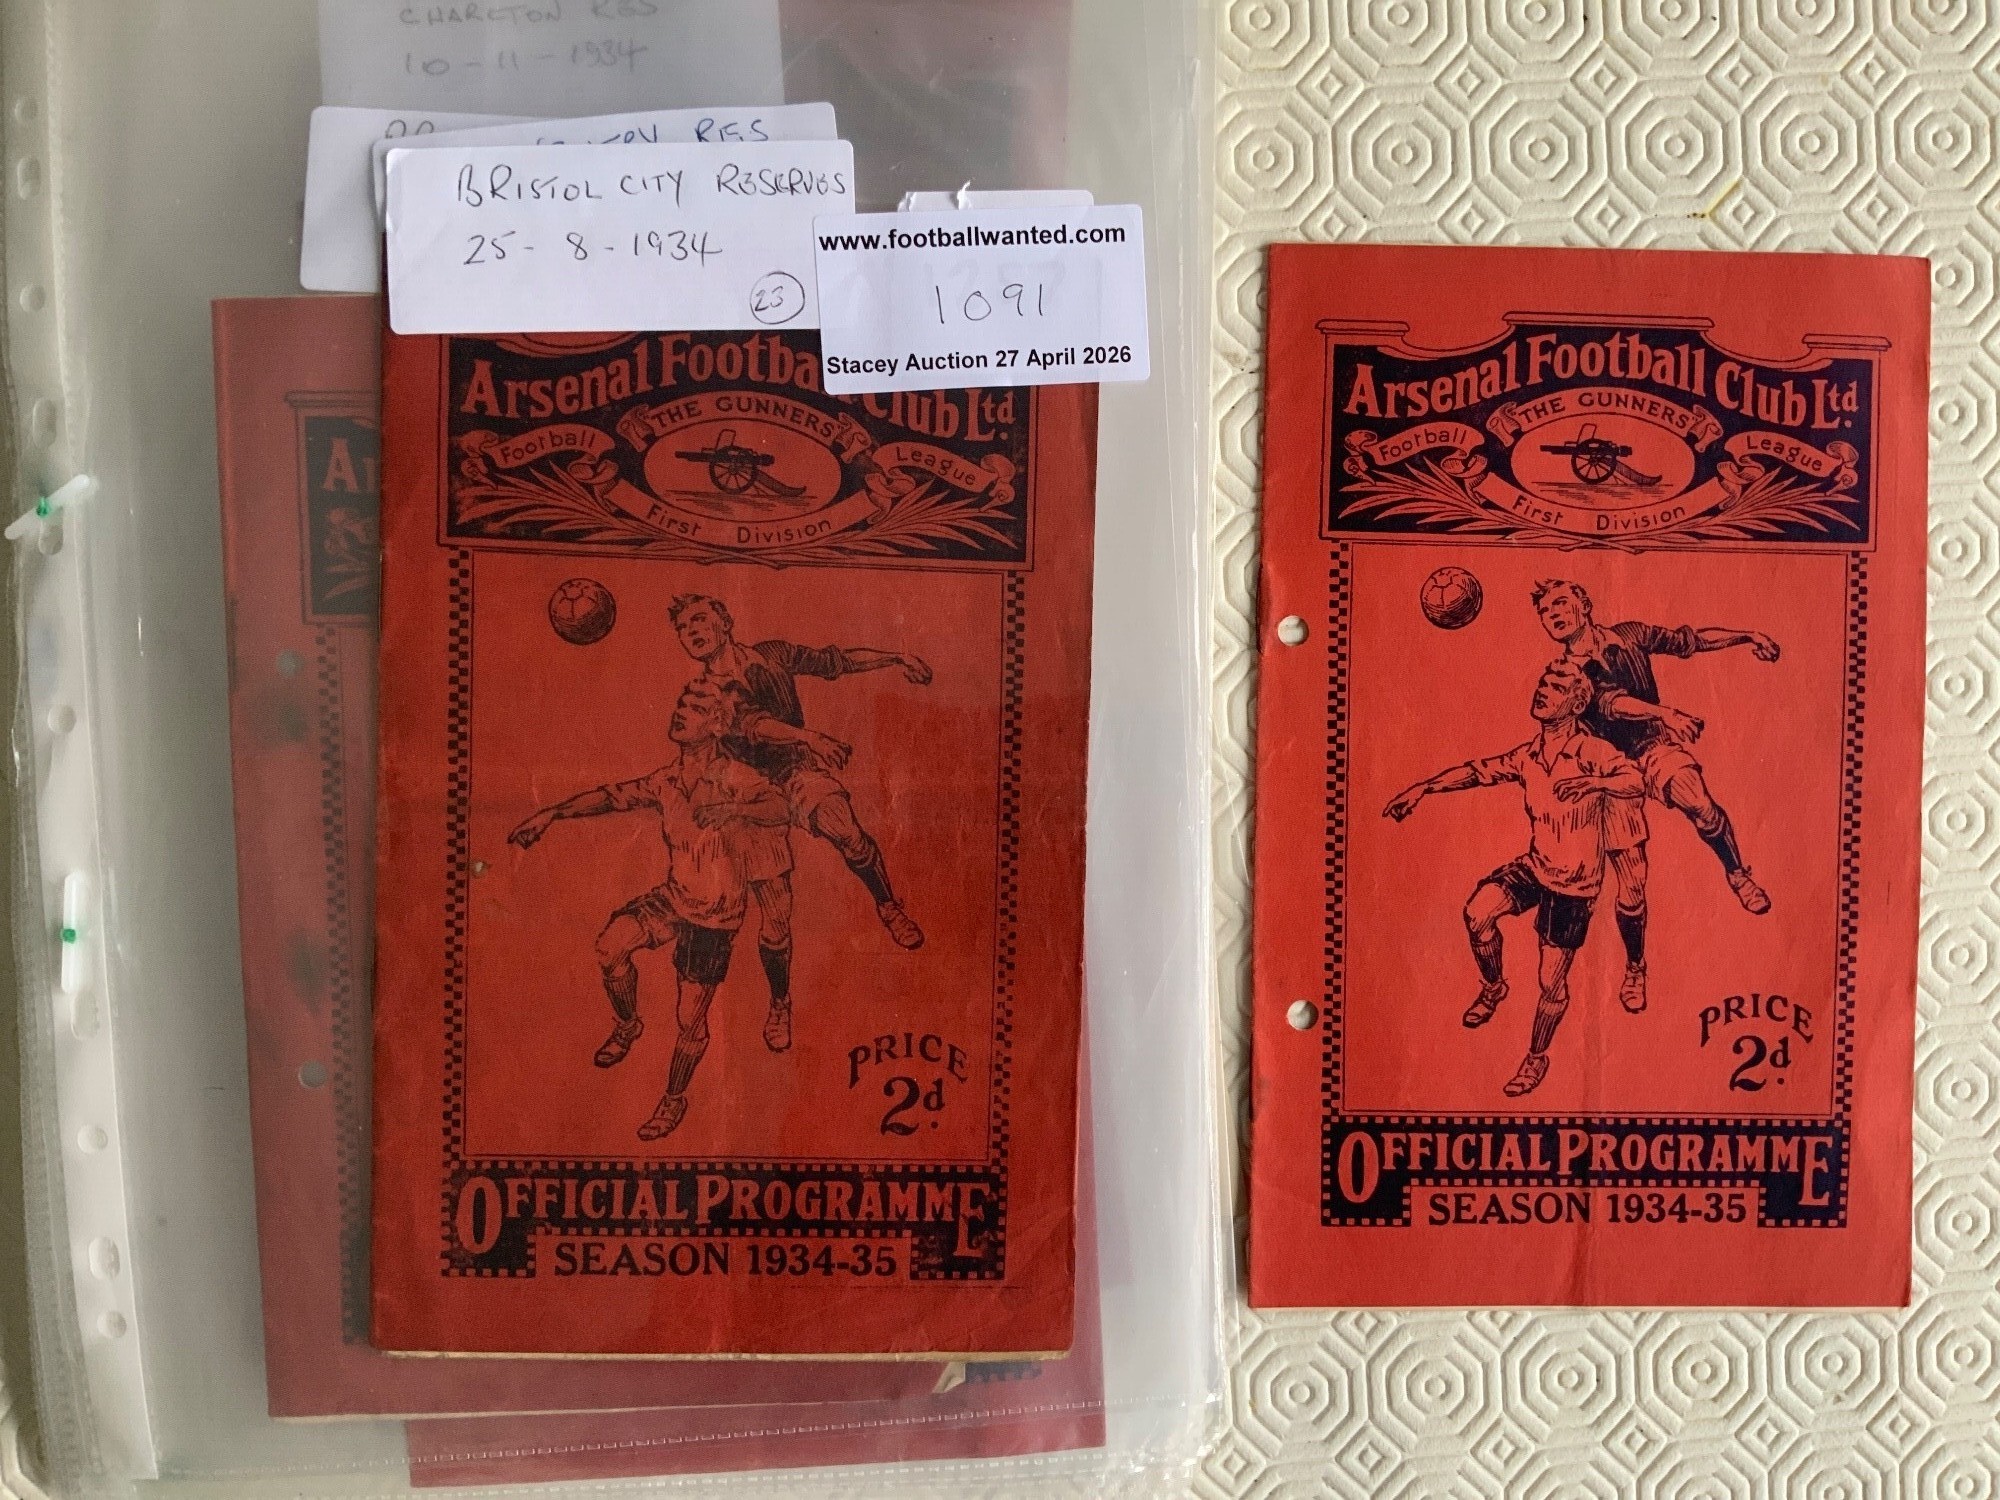 CHARLTON RES
10-11-1934
RES
BRISTOL CITY RESERVES
25-8-1934
23
www.footballwanted.com
1091
Stacey Auction 27 April 2026
Arsenal Footba Club Ltd.
THE GUNNERS
Football League
First Division
PRICE
2d.
OFFICIAL PROGRAMME
SEASON 1934-35
Arsenal Football Club Ltd.
THE GUNNERS
Football League
First Division
PRICE
2d.
OFFICIAL PROGRAMME
SEASON 1934-35